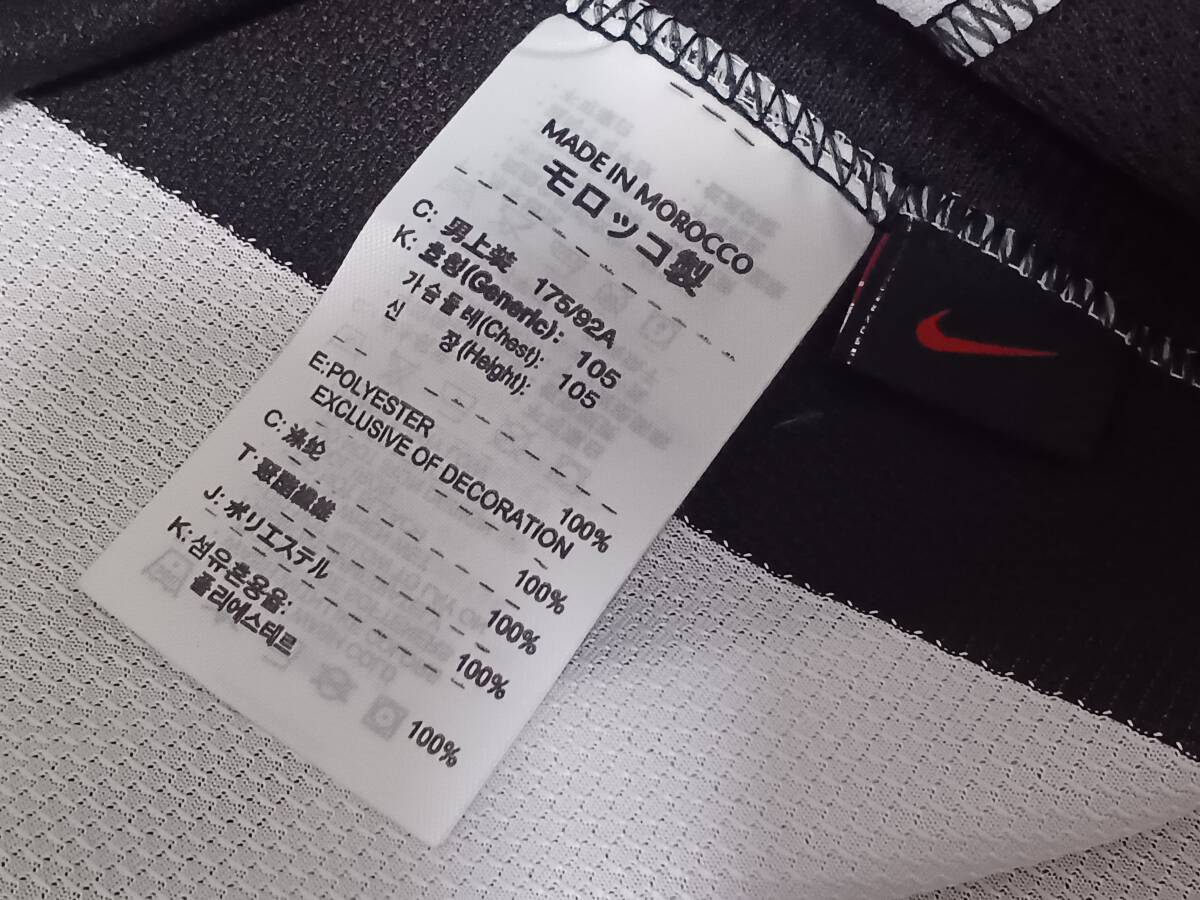 MADE IN MOROCCO
モロッコ製
C: 男上装 175/92A
K: 호칭(Generic): 105
가슴둘레(Chest): 105
신 장(Height):
E:POLYESTER 100%
EXCLUSIVE OF DECORATION
C: 涤纶 100%
T: 聚酯纖維 100%
J: ポリエステル 100%
K: 섬유혼용율:
폴리에스테르 100%